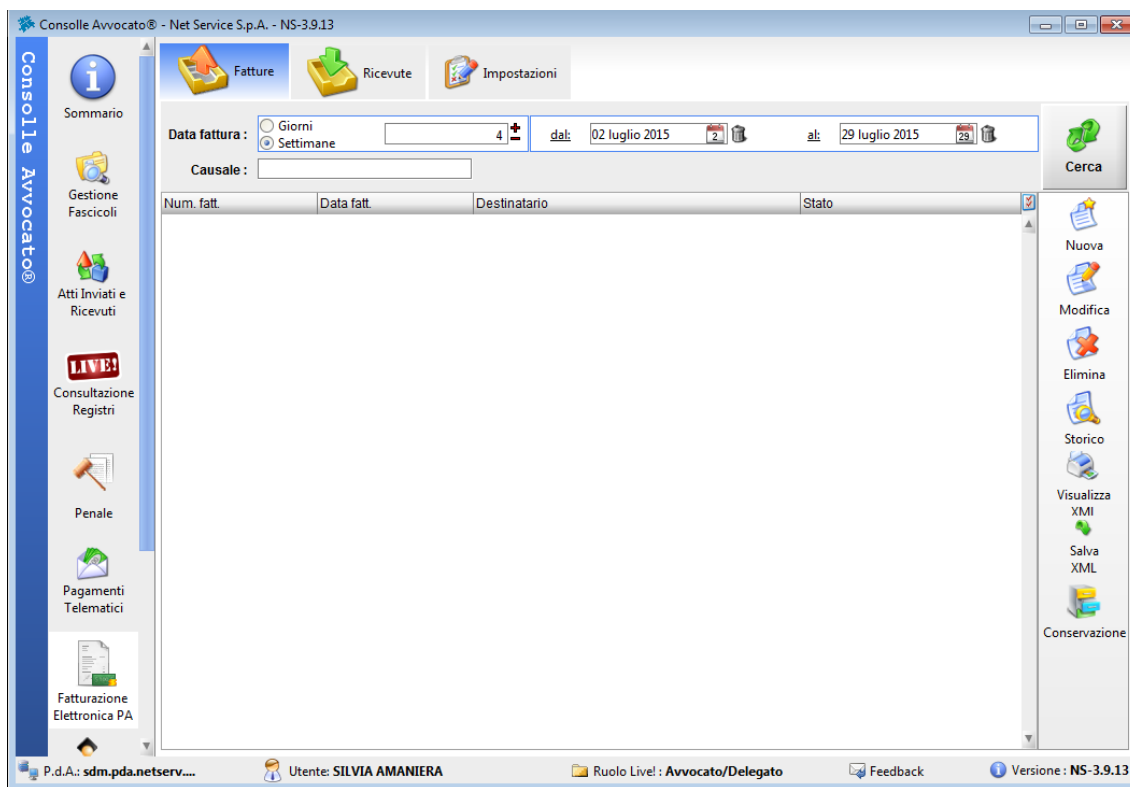 Consolle Avvocato® - Net Service S.p.A. - NS-3.9.13
Consolle Avvocato®
Sommario
Gestione
Fascicoli
Atti Inviati e
Ricevuti
LIVE!
Consultazione
Registri
Penale
Pagamenti
Telematici
Fatturazione
Elettronica PA
Fatture
Ricevute
Impostazioni
Data fattura :
Giorni
Settimane
4
dal:
02 luglio 2015
2
al:
29 luglio 2015
29
Causale :
Cerca
Num. fatt.
Data fatt.
Destinatario
Stato
Nuova
Modifica
Elimina
Storico
Visualizza
XMI
Salva
XML
Conservazione
P.d.A.: sdm.pda.netserv....
Utente: SILVIA AMANIERA
Ruolo Live! : Avvocato/Delegato
Feedback
Versione : NS-3.9.13